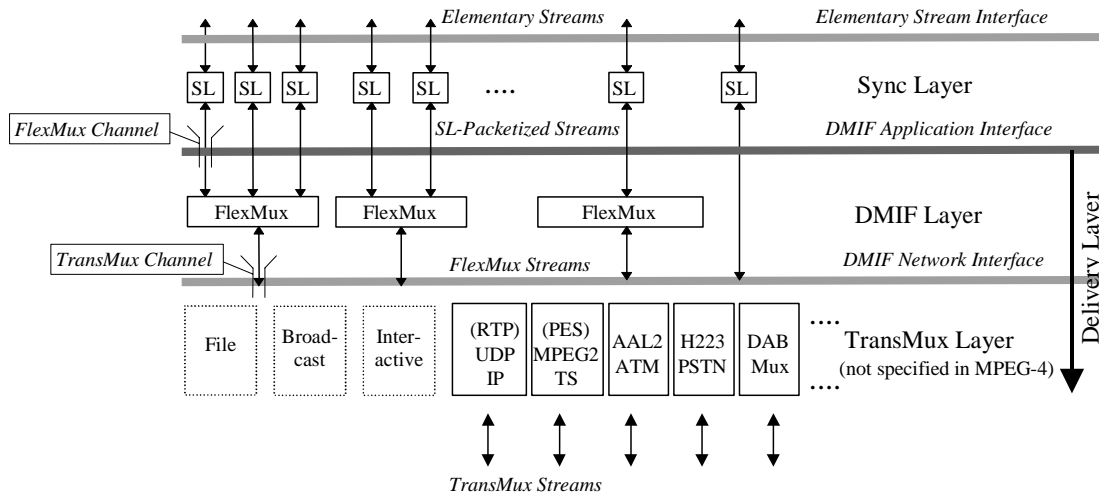 Elementary Streams Elementary Stream Interface
SL SL SL SL SL .... SL SL Sync Layer
FlexMux Channel SL-Packetized Streams DMIF Application Interface
FlexMux FlexMux FlexMux DMIF Layer
TransMux Channel FlexMux Streams DMIF Network Interface
Delivery Layer
File
Broad-
cast
Inter-
active
(RTP)
UDP
IP
(PES)
MPEG2
TS
AAL2
ATM
H223
PSTN
DAB
Mux
....
....
TransMux Layer
(not specified in MPEG-4)
TransMux Streams